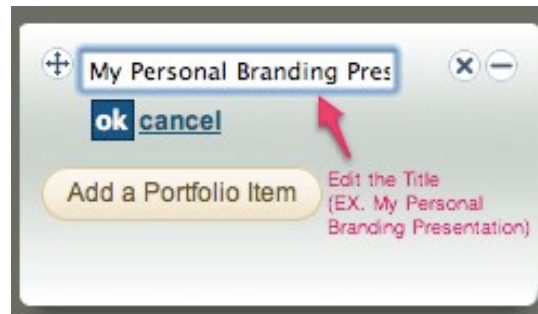 My Personal Branding Pres
ok cancel
Add a Portfolio Item
Edit the Title
(EX. My Personal
Branding Presentation)